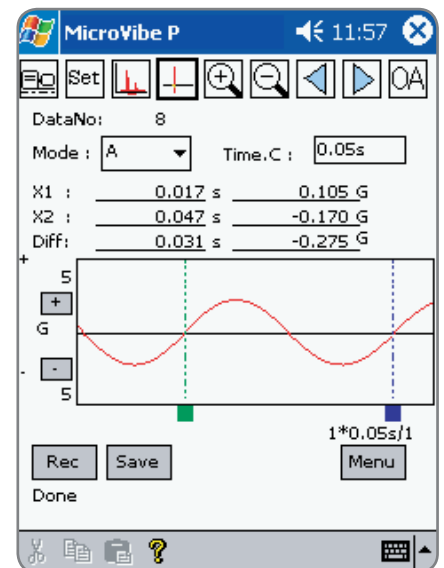 MicroVibe P 11:57
Set OA
DataNo: 8
Mode : A Time.C : 0.05s
X1 : 0.017 s 0.105 G
X2 : 0.047 s -0.170 G
Diff: 0.031 s -0.275 G
+
5
+
G
-
-
5
1*0.05s/1
Rec Save Menu
Done
?